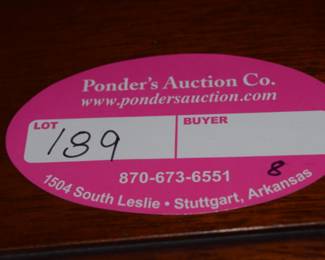 Ponder's Auction Co.
www.pondersauction.com
LOT
189
BUYER
870-673-6551
8
1504 South Leslie • Stuttgart, Arkansas